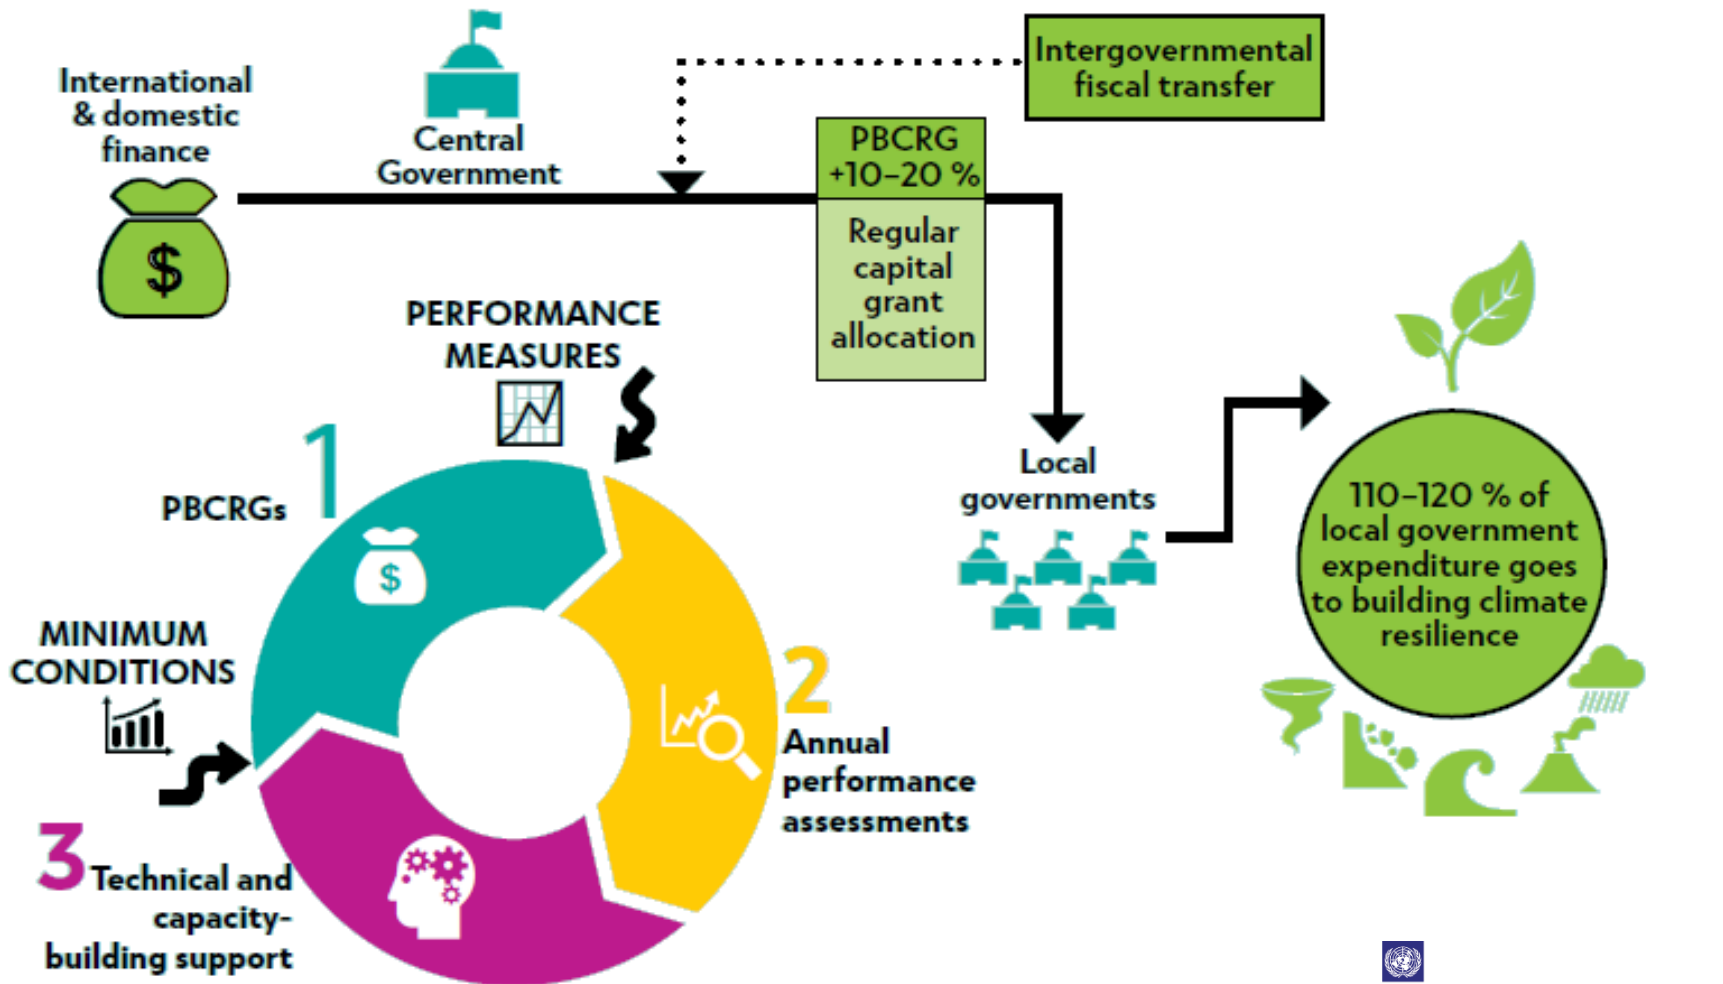 International
& domestic
finance
$
Central
Government
Intergovernmental
fiscal transfer
PBCRG
+10–20 %
Regular
capital
grant
allocation
Local
governments
110–120 % of
local government
expenditure goes
to building climate
resilience
PERFORMANCE
MEASURES
1
PBCRGs
$
MINIMUM
CONDITIONS
2
Annual
performance
assessments
3
Technical and
capacity-
building support